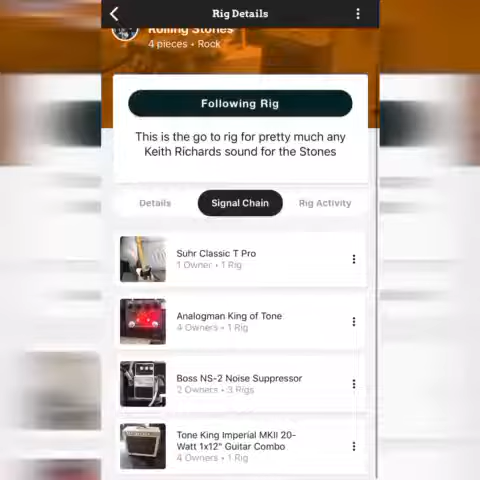 Rig Details
Rolling Stones
4 pieces • Rock
Following Rig
This is the go to rig for pretty much any
Keith Richards sound for the Stones
Details
Signal Chain
Rig Activity
Suhr Classic T Pro
1 Owner • 1 Rig
Analogman King of Tone
4 Owners • 1 Rig
Boss NS-2 Noise Suppressor
2 Owners • 3 Rigs
Tone King Imperial MKII 20-
Watt 1x12" Guitar Combo
4 Owners • 1 Rig